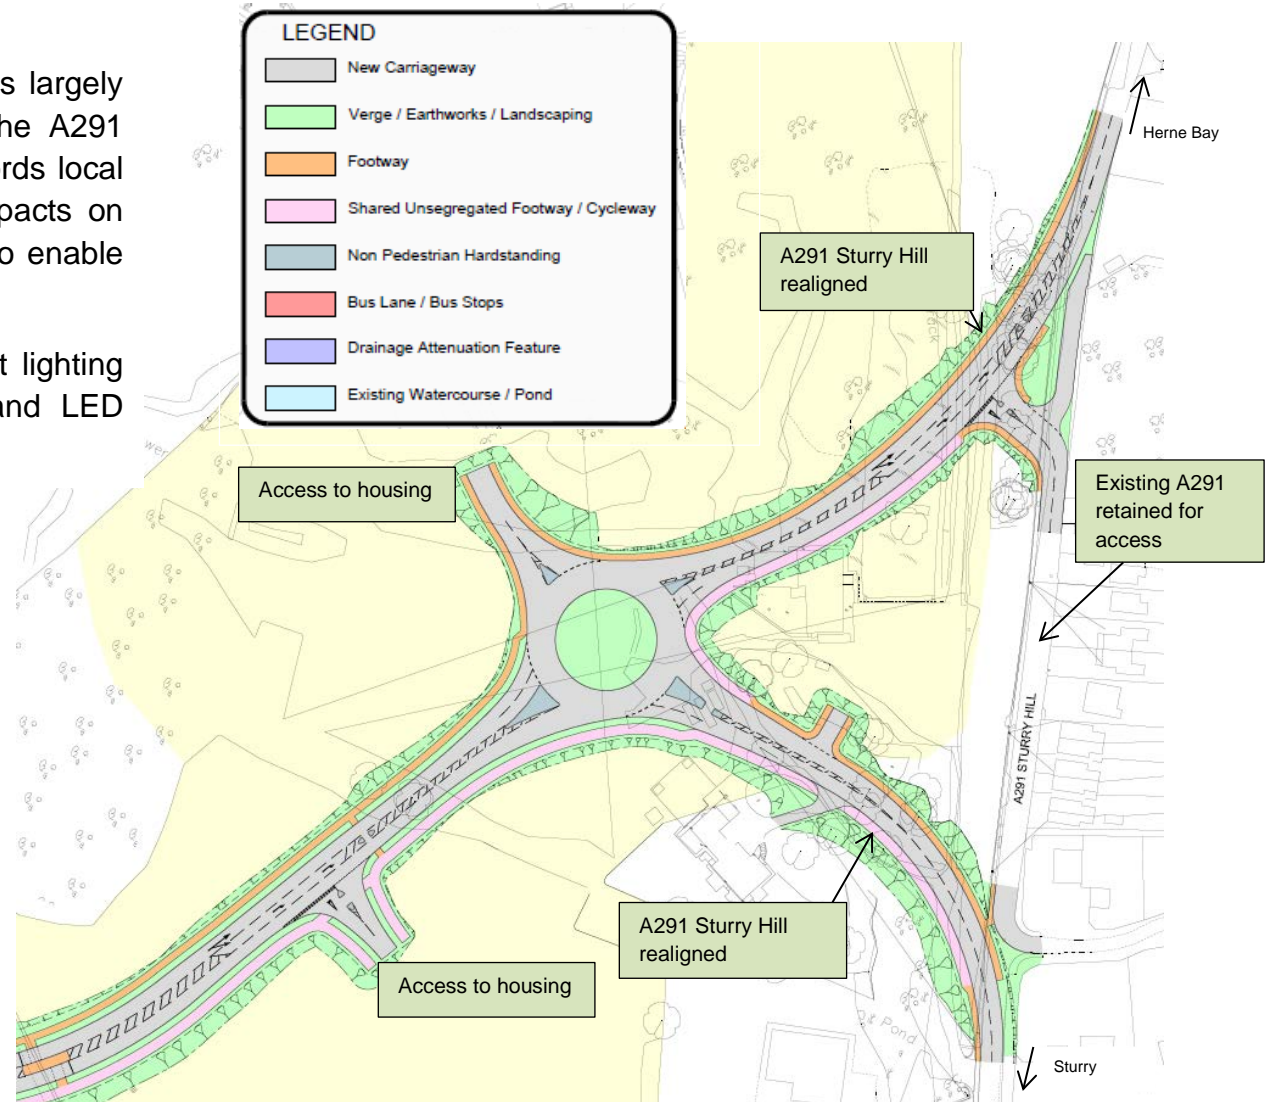 s largely
he A291
rds local
pacts on
o enable
t lighting
and LED
LEGEND
New Carriageway
Verge / Earthworks / Landscaping
Footway
Shared Unsegregated Footway / Cycleway
Non Pedestrian Hardstanding
Bus Lane / Bus Stops
Drainage Attenuation Feature
Existing Watercourse / Pond
Herne Bay
A291 Sturry Hill
realigned
Access to housing
Existing A291
retained for
access
A291 STURRY HILL
A291 Sturry Hill
realigned
Access to housing
Pond
Sturry